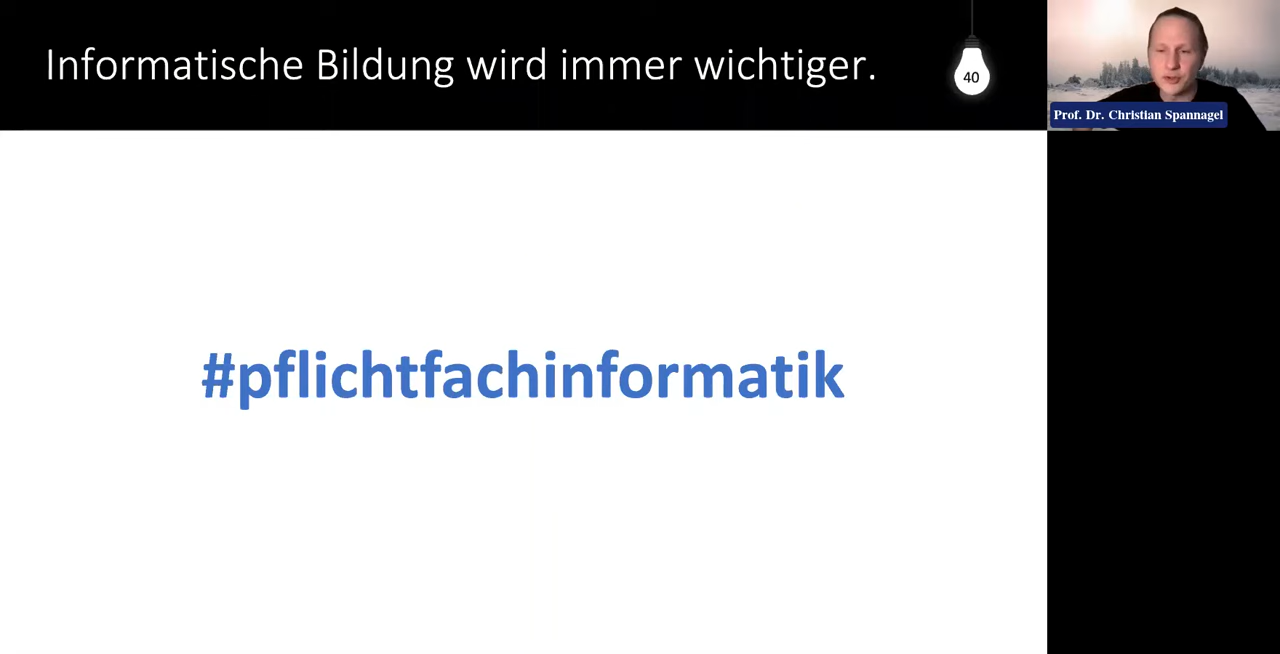 Informatische Bildung wird immer wichtiger.
40
Prof. Dr. Christian Spannagel
#pflichtfachinformatik